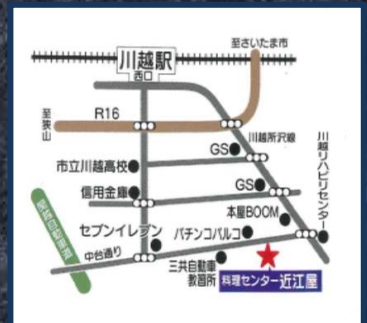 至さいたま市
川越駅
西口
R16
至狭山
川越所沢線
GS
市立川越高校
川越リハビリセンター
GS
信用金庫
本屋BOOM
セブンイレブン
パチンコパルコ
関越自動車道
中台通り
三共自動車
教習所
料理センター近江屋